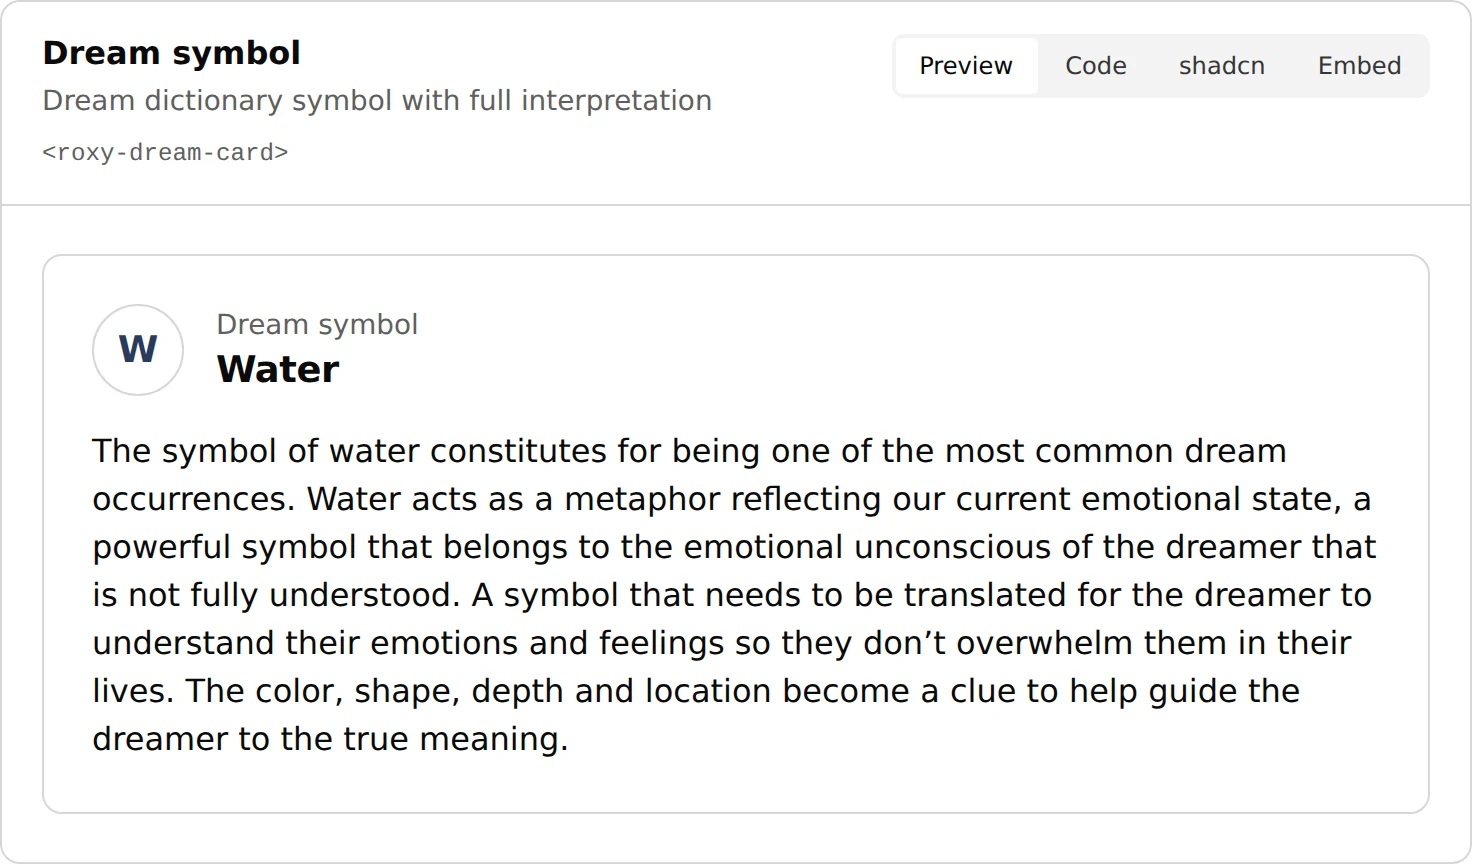 Dream symbol
Dream dictionary symbol with full interpretation
<roxy-dream-card>
Preview
Code
shadcn
Embed
W
Dream symbol
Water
The symbol of water constitutes for being one of the most common dream
occurrences. Water acts as a metaphor reflecting our current emotional state, a
powerful symbol that belongs to the emotional unconscious of the dreamer that
is not fully understood. A symbol that needs to be translated for the dreamer to
understand their emotions and feelings so they don’t overwhelm them in their
lives. The color, shape, depth and location become a clue to help guide the
dreamer to the true meaning.